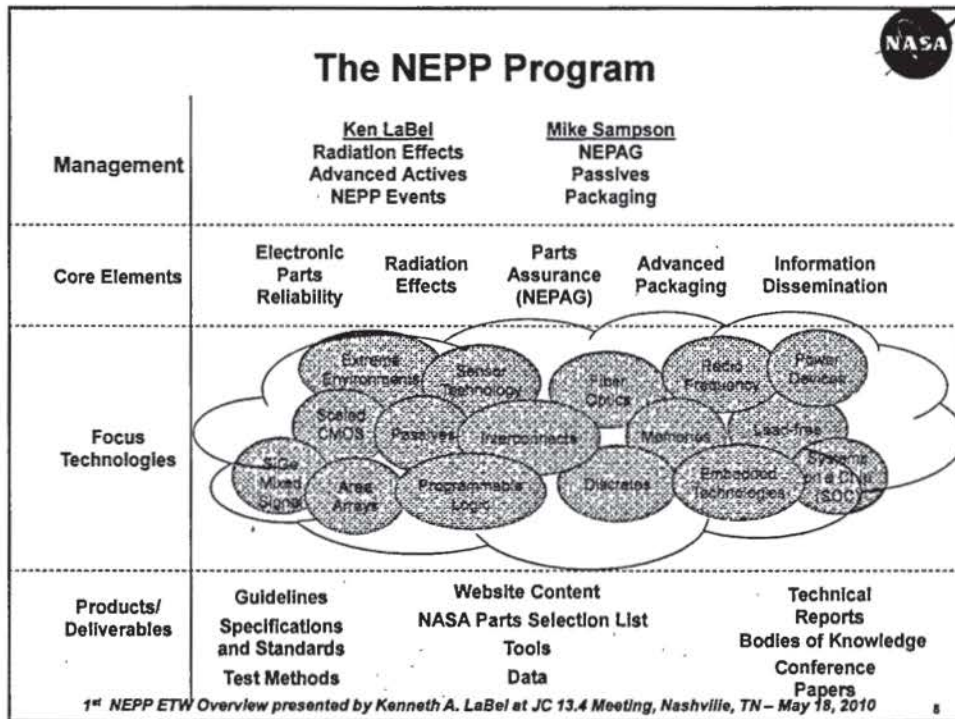 NASA
The NEPP Program
Management
Ken LaBel
Radiation Effects
Advanced Actives
NEPP Events
Mike Sampson
NEPAG
Passives
Packaging
Core Elements
Electronic
Parts
Reliability
Radiation
Effects
Parts
Assurance
(NEPAG)
Advanced
Packaging
Information
Dissemination
Focus
Technologies
Extreme
Environments
Sensor
Technology
Fiber
Optics
Radio
Frequency
Power
Devices
Scaled
CMOS
Passives
Interconnects
Memories
Lead-free
SiGe
Mixed
Signal
Area
Arrays
Programmable
Logic
Discretes
Embedded
Technologies
Systems
on a Chip
(SOC)
Products/
Deliverables
Guidelines
Specifications
and Standards
Test Methods
Website Content
NASA Parts Selection List
Tools
Data
Technical
Reports
Bodies of Knowledge
Conference
Papers
1st NEPP ETW Overview presented by Kenneth A. LaBel at JC 13.4 Meeting, Nashville, TN – May 18, 2010
8